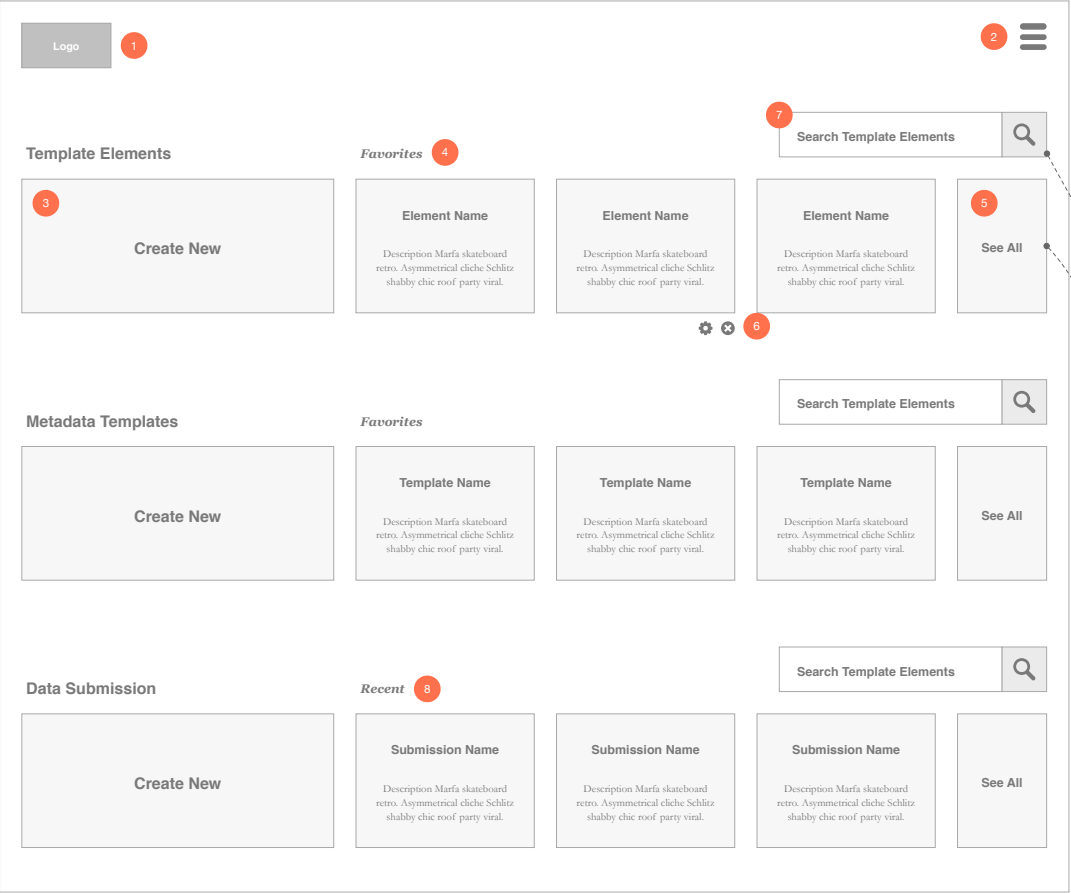 Logo
1
2
7
Search Template Elements
Template Elements
Favorites
4
3
Create New
Element Name
Description Marfa skateboard
retro. Asymmetrical cliche Schlitz
shabby chic roof party viral.
Element Name
Description Marfa skateboard
retro. Asymmetrical cliche Schlitz
shabby chic roof party viral.
Element Name
Description Marfa skateboard
retro. Asymmetrical cliche Schlitz
shabby chic roof party viral.
5
See All
6
Search Template Elements
Metadata Templates
Favorites
Create New
Template Name
Description Marfa skateboard
retro. Asymmetrical cliche Schlitz
shabby chic roof party viral.
Template Name
Description Marfa skateboard
retro. Asymmetrical cliche Schlitz
shabby chic roof party viral.
Template Name
Description Marfa skateboard
retro. Asymmetrical cliche Schlitz
shabby chic roof party viral.
See All
Search Template Elements
Data Submission
Recent
8
Create New
Submission Name
Description Marfa skateboard
retro. Asymmetrical cliche Schlitz
shabby chic roof party viral.
Submission Name
Description Marfa skateboard
retro. Asymmetrical cliche Schlitz
shabby chic roof party viral.
Submission Name
Description Marfa skateboard
retro. Asymmetrical cliche Schlitz
shabby chic roof party viral.
See All